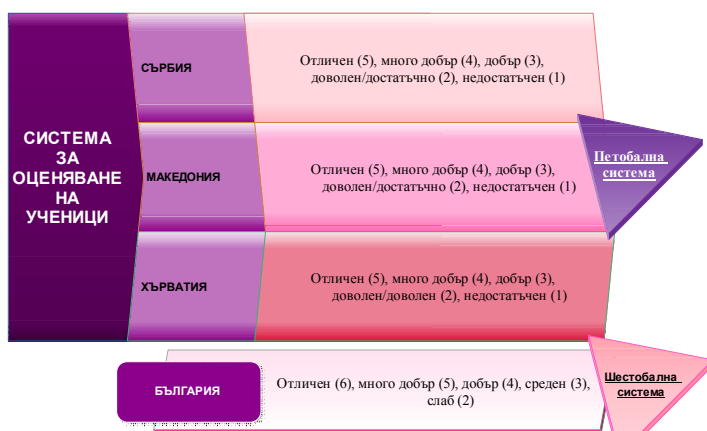 СИСТЕМА
ЗА
ОЦЕНЯВАНЕ
НА
УЧЕНИЦИ
СЪРБИЯ
Отличен (5), много добър (4), добър (3),
доволен/достатъчно (2), недостатъчен (1)
МАКЕДОНИЯ
Отличен (5), много добър (4), добър (3),
доволен/достатъчно (2), недостатъчен (1)
ХЪРВАТИЯ
Отличен (5), много добър (4), добър (3),
доволен/доволен (2), недостатъчен (1)
Петобална
система
БЪЛГАРИЯ
Отличен (6), много добър (5), добър (4), среден (3),
слаб (2)
Шестобална
система